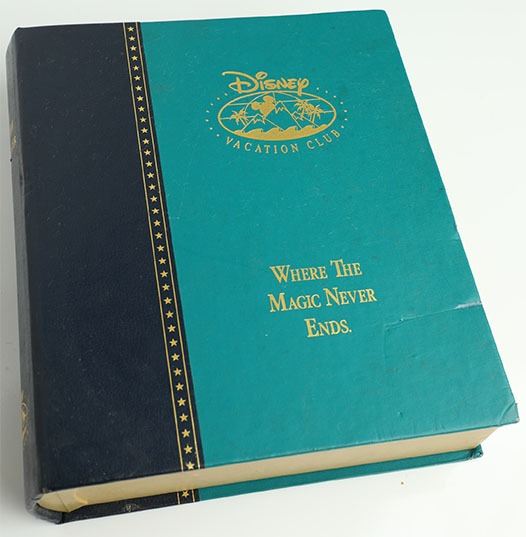 Disney
VACATION CLUB
WHERE THE
MAGIC NEVER
ENDS.